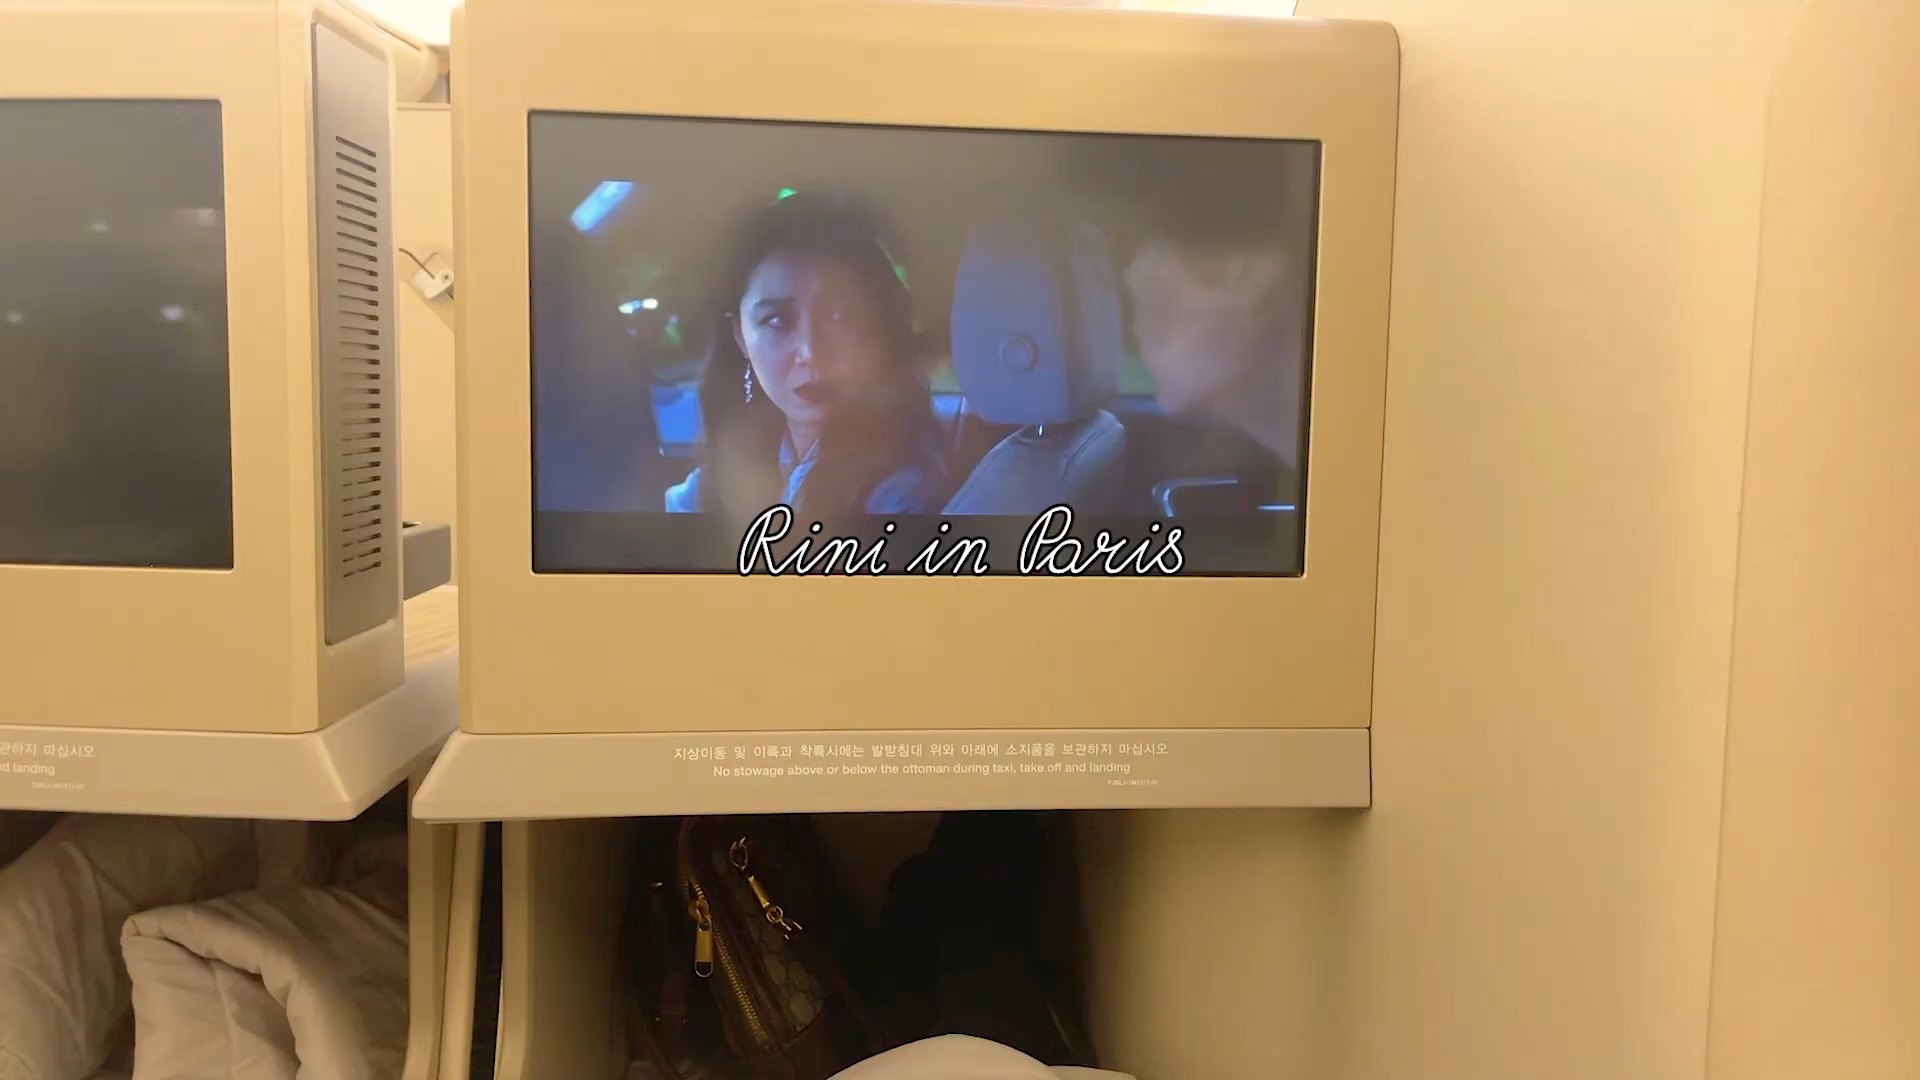 Rini in Paris
관하지 마십시오
d landing
지상이동 및 이륙과 착륙시에는 발받침대 위와 아래에 소지품을 보관하지 마십시오
No stowage above or below the ottoman during taxi, take off and landing